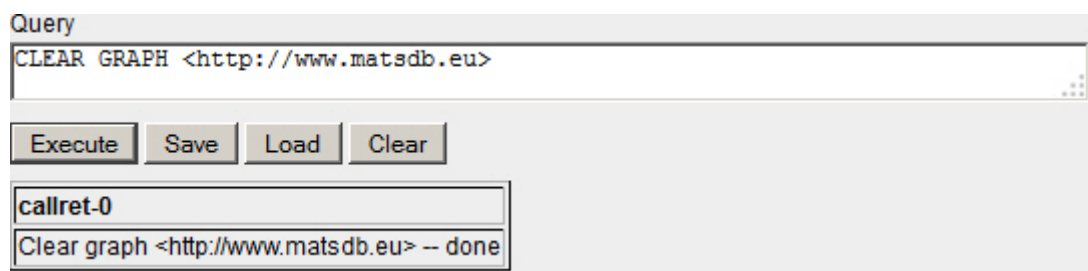 Query
CLEAR GRAPH <http://www.matsdb.eu>
Execute Save Load Clear
callret-0
Clear graph <http://www.matsdb.eu> -- done